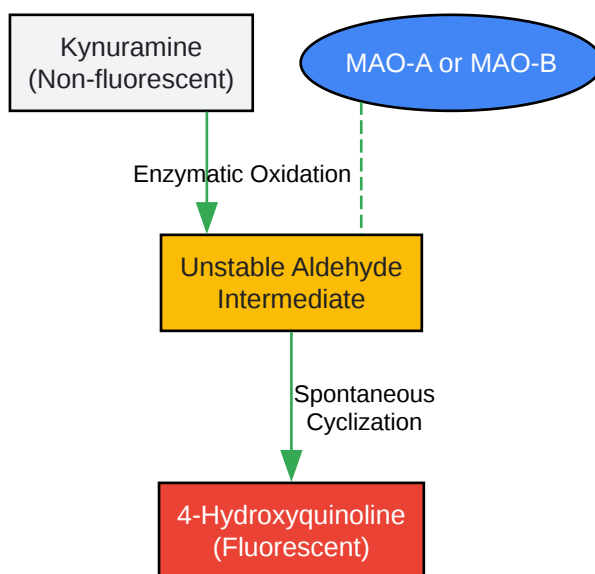 Kynuramine
(Non-fluorescent)
MAO-A or MAO-B
Enzymatic Oxidation
Unstable Aldehyde
Intermediate
Spontaneous
Cyclization
4-Hydroxyquinoline
(Fluorescent)